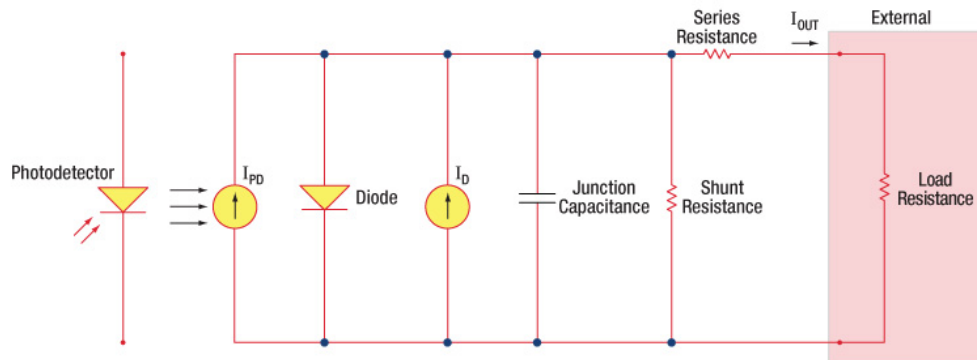 Series
Resistance
I_OUT
External
Photodetector
I_PD
Diode
I_D
Junction
Capacitance
Shunt
Resistance
Load
Resistance